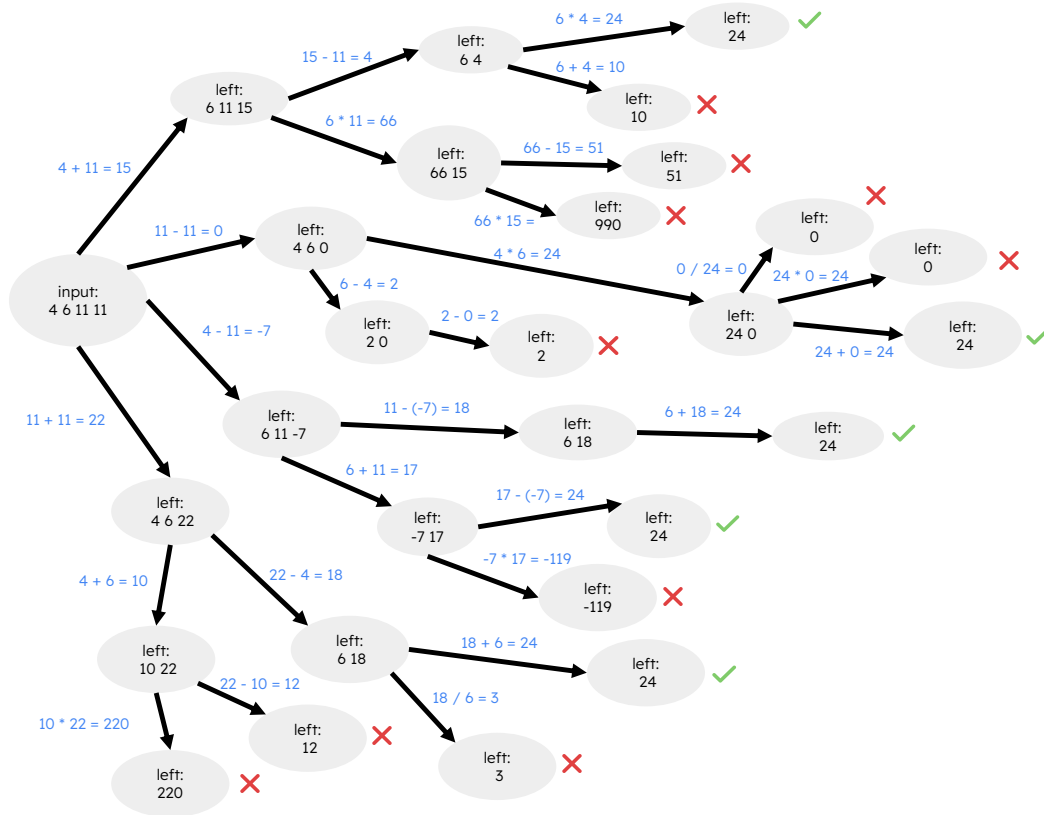 6 * 4 = 24
left:
24
left:
6 4
15 - 11 = 4
6 + 4 = 10
left:
10
left:
6 11 15
6 * 11 = 66
66 - 15 = 51
left:
51
left:
66 15
4 + 11 = 15
66 * 15 =
left:
990
left:
0
11 - 11 = 0
left:
4 6 0
4 * 6 = 24
0 / 24 = 0
24 * 0 = 24
left:
0
input:
4 6 11 11
6 - 4 = 2
2 - 0 = 2
left:
2 0
left:
2
left:
24 0
24 + 0 = 24
left:
24
4 - 11 = -7
11 + 11 = 22
left:
6 11 -7
11 - (-7) = 18
left:
6 18
6 + 18 = 24
left:
24
6 + 11 = 17
17 - (-7) = 24
left:
24
left:
-7 17
-7 * 17 = -119
left:
-119
left:
4 6 22
4 + 6 = 10
22 - 4 = 18
left:
6 18
18 + 6 = 24
left:
24
left:
10 22
22 - 10 = 12
18 / 6 = 3
10 * 22 = 220
left:
12
left:
3
left:
220